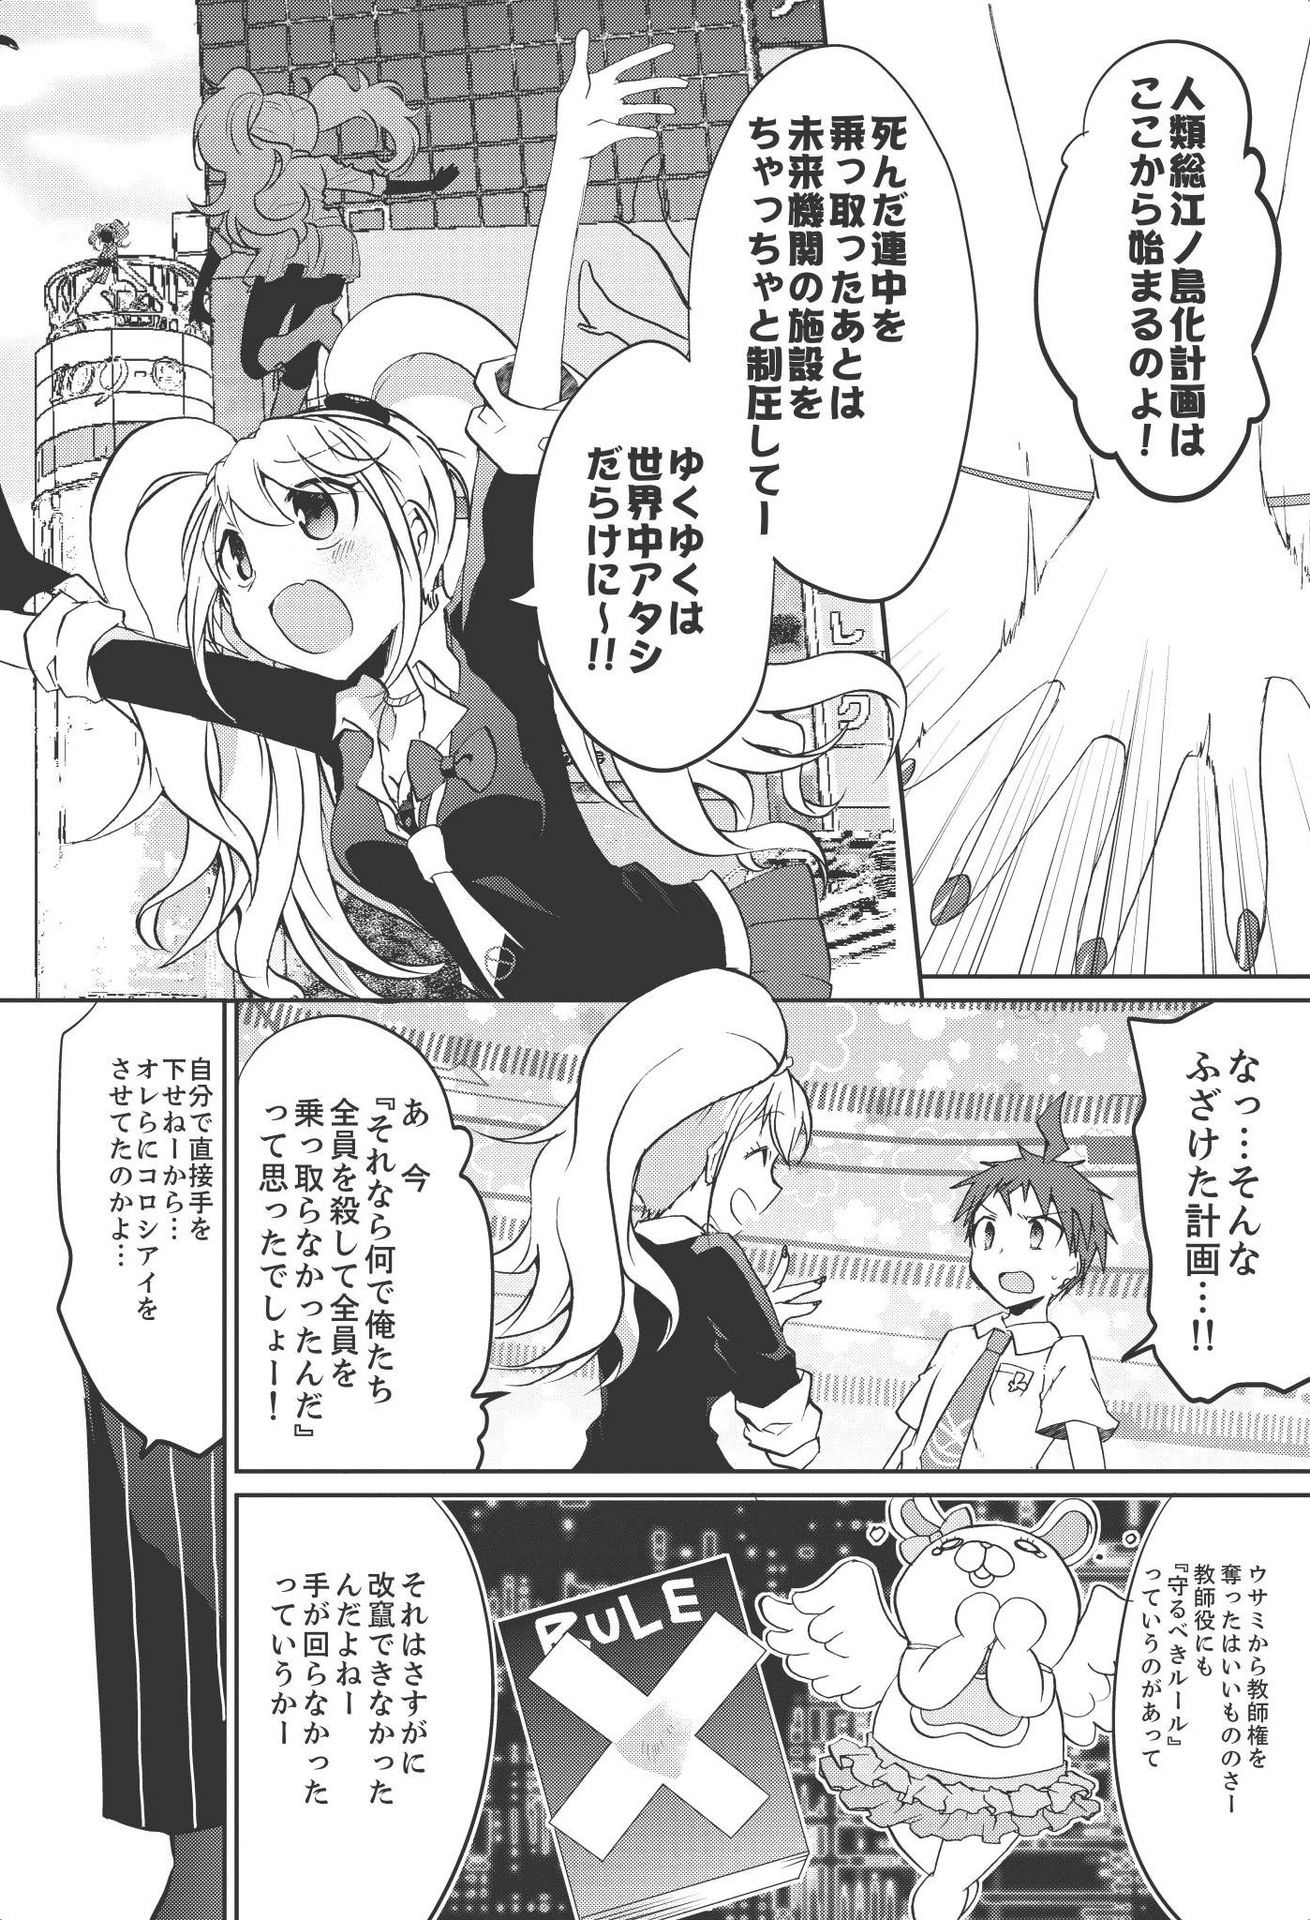 人類総江ノ島化計画は
ここから始まるのよ！
死んだ連中を
乗っ取ったあとは
未来機関の施設を
ちゃっちゃと制圧してー
ゆくゆくは
世界中アタシ
だらけに〜!!
レク
なっ…そんな
ふざけた計画…!!
あ 今
『それなら何で俺たち
全員を殺して全員を
乗っ取らなかったんだ』
って思ったでしょー！
ウサミから教師権を
奪ったはいいもののさー
教師役にも
『守るべきルール』
っていうのがあって
RULE
それはさすがに
改竄できなかった
んだよねー
手が回らなかった
っていうかー
自分で直接手を
下せねーから…
オレらにコロシアイを
させてたのかよ…